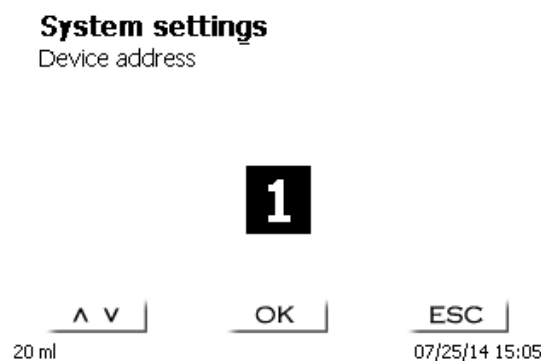 System settings
Device address
1
∧ ∨ OK ESC
20 ml 07/25/14 15:05